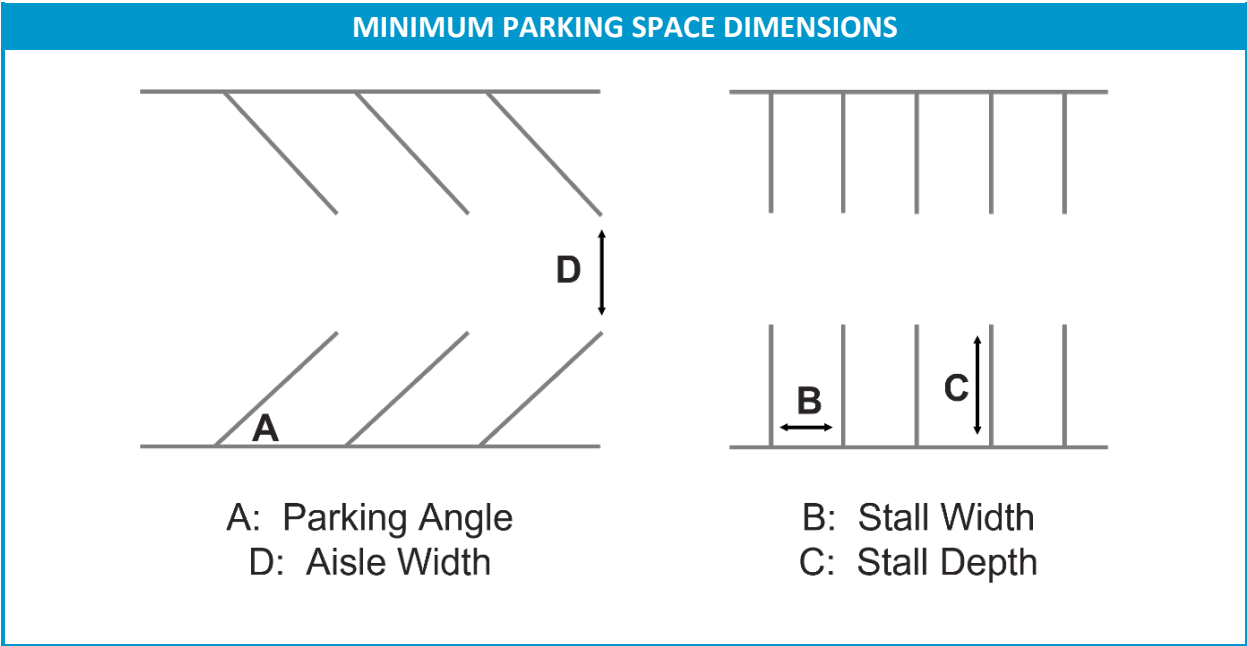 MINIMUM PARKING SPACE DIMENSIONS
D
A
B
C
A: Parking Angle
D: Aisle Width
B: Stall Width
C: Stall Depth